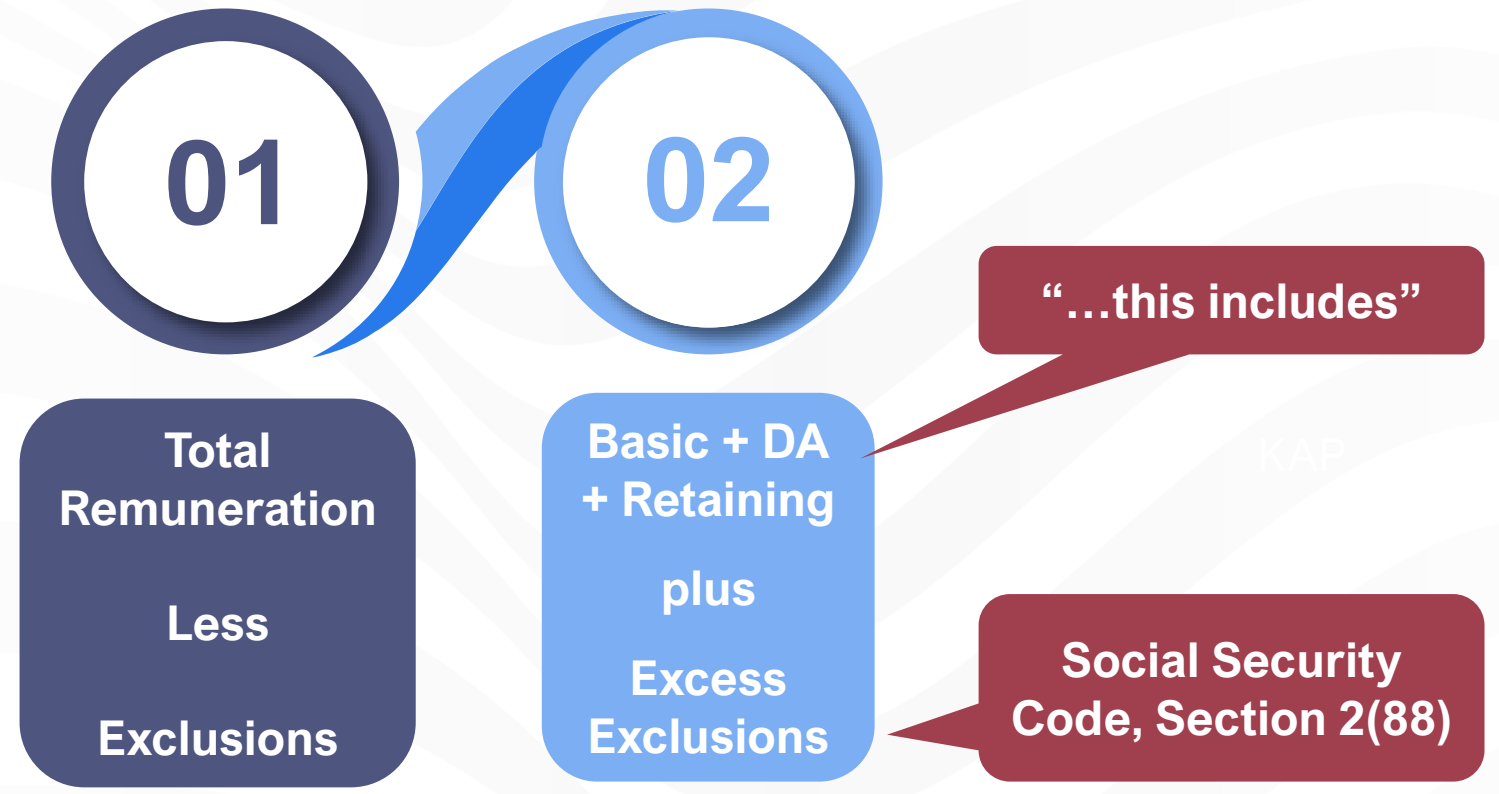 01
02
“...this includes”
Total
Remuneration
Less
Exclusions
Basic + DA
+ Retaining
plus
Excess
Exclusions
KAP
Social Security
Code, Section 2(88)